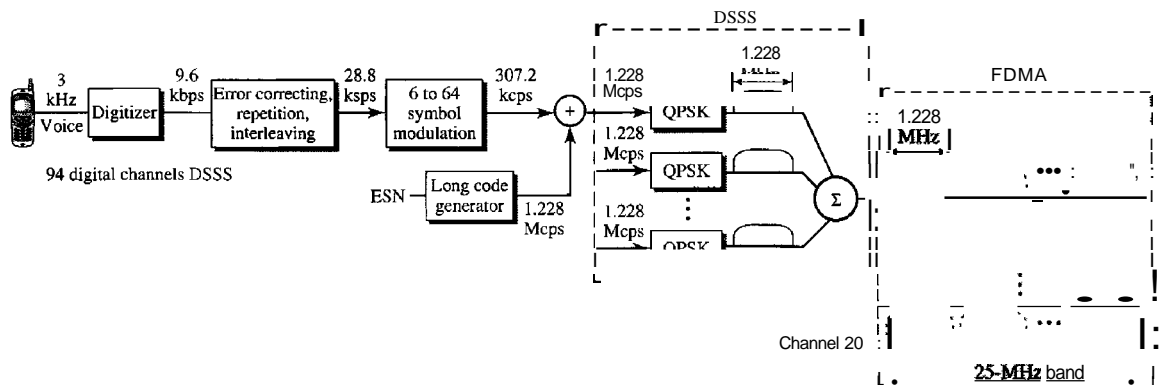 DSSS
3
kHz
Voice
Digitizer
9.6
kbps
Error correcting,
repetition,
interleaving
28.8
ksps
6 to 64
symbol
modulation
307.2
kcps
+
1.228
Mcps
QPSK
1.228
FDMA
1.228
MHz
1.228
Mcps
QPSK
94 digital channels DSSS
ESN
Long code
generator
1.228
Mcps
1.228
Mcps
QPSK
Σ
Channel 20
25-MHz band